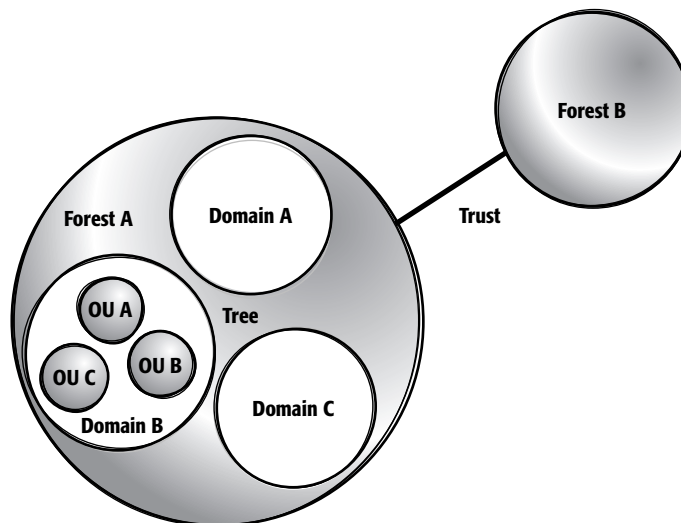 Forest B
Forest A
Domain A
Trust
OU A
Tree
OU C
OU B
Domain B
Domain C